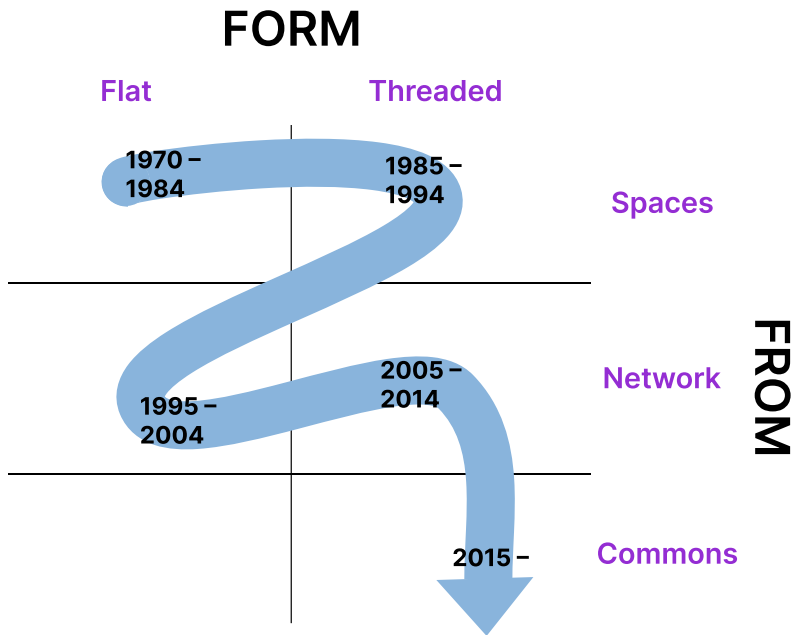 FORM
Flat
Threaded
1970 –
1984
1985 –
1994
Spaces
1995 –
2004
2005 –
2014
Network
FROM
2015 –
Commons